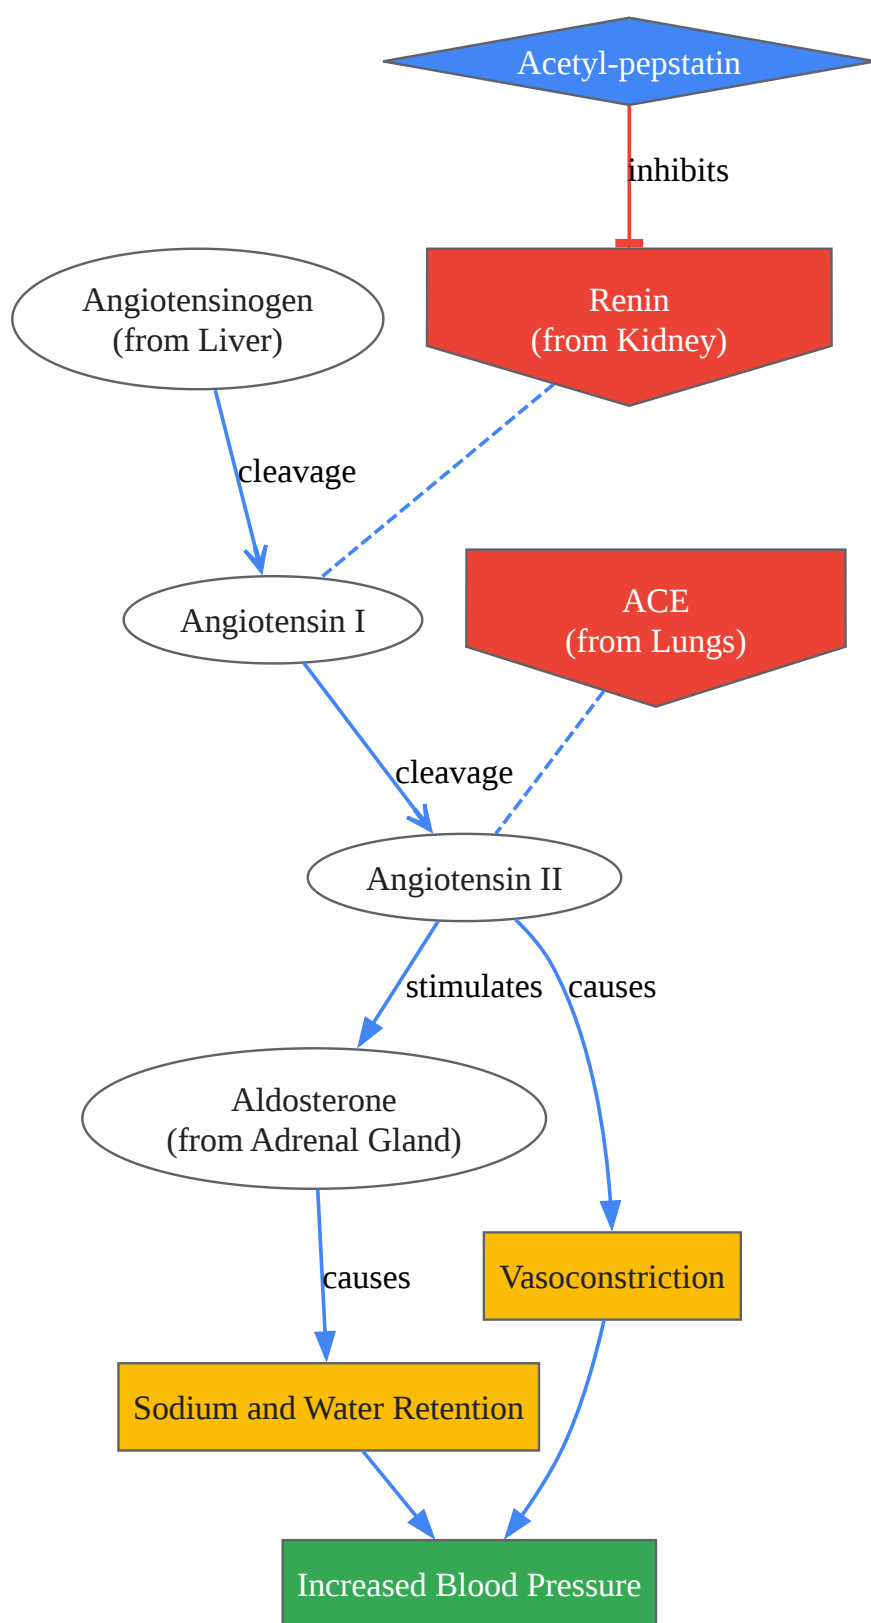 Acetyl-pepstatin
inhibits
Angiotensinogen
(from Liver)
Renin
(from Kidney)
cleavage
Angiotensin I
ACE
(from Lungs)
cleavage
Angiotensin II
stimulates
causes
Aldosterone
(from Adrenal Gland)
causes
Vasoconstriction
Sodium and Water Retention
Increased Blood Pressure